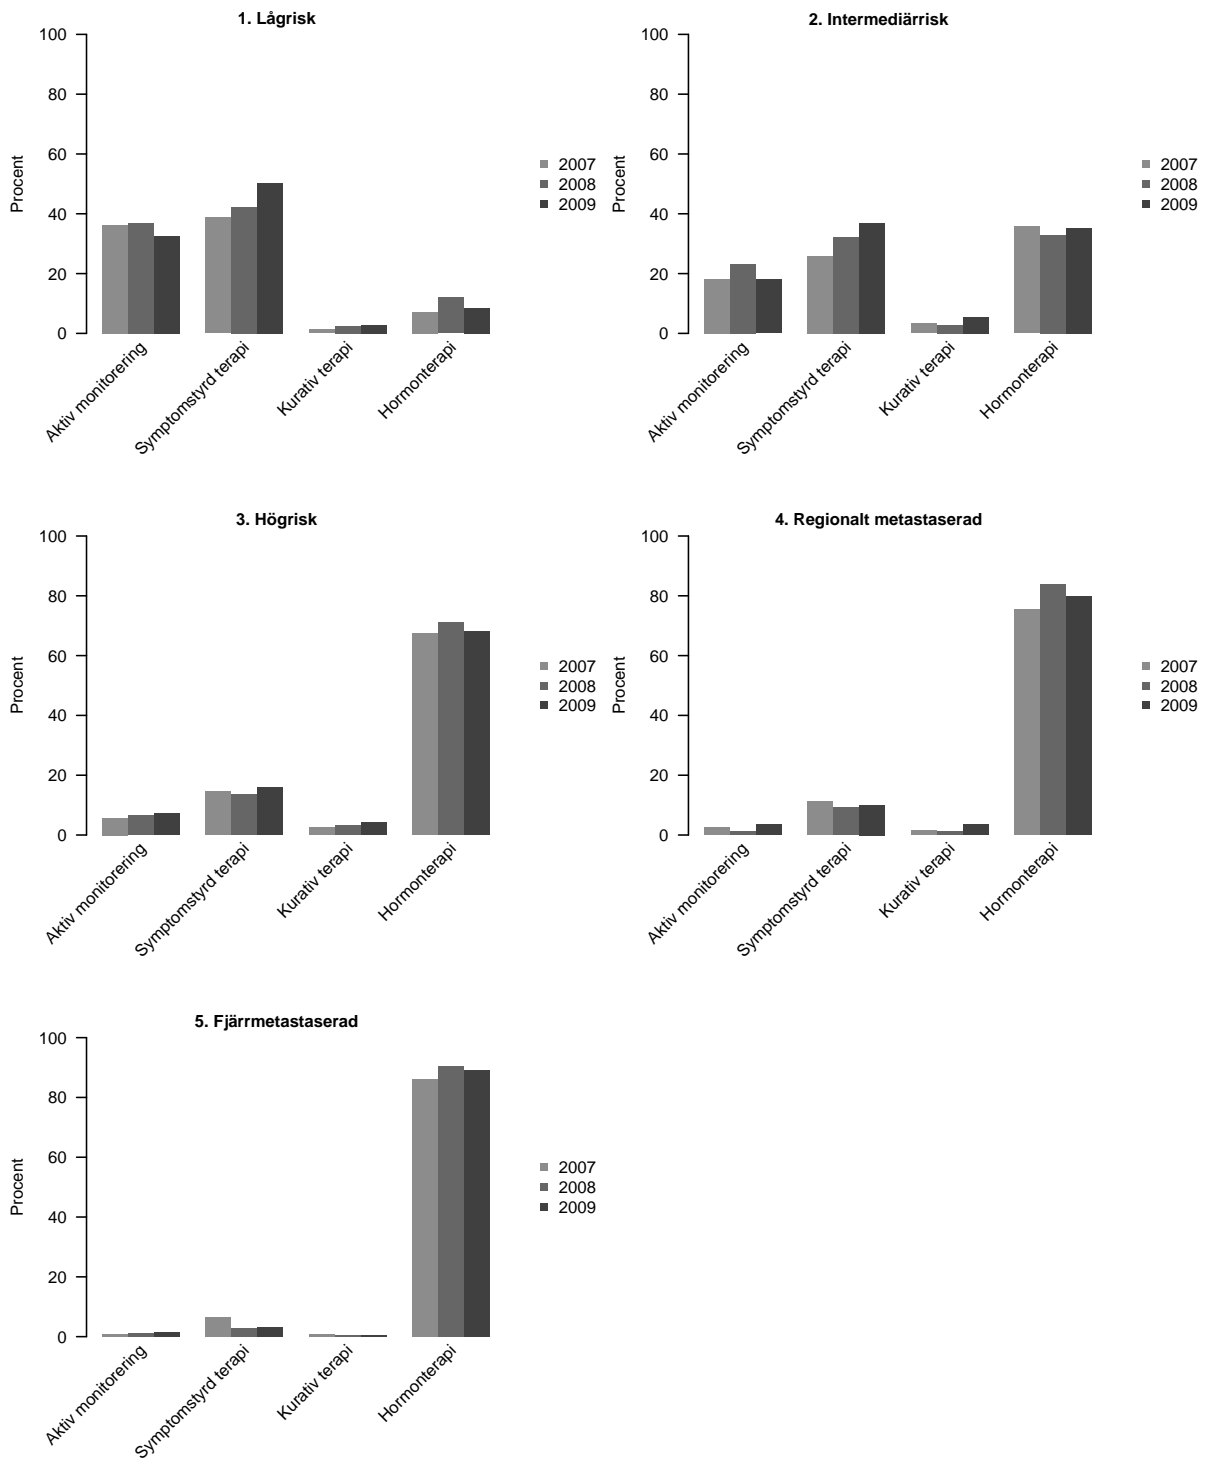 1. Lågrisk
Procent
100
80
60
40
20
0
Aktiv monitorering
Symptomstyrd terapi
Kurativ terapi
Hormonterapi
2007
2008
2009
2. Intermediärrisk
Procent
100
80
60
40
20
0
Aktiv monitorering
Symptomstyrd terapi
Kurativ terapi
Hormonterapi
2007
2008
2009
3. Högrisk
Procent
100
80
60
40
20
0
Aktiv monitorering
Symptomstyrd terapi
Kurativ terapi
Hormonterapi
2007
2008
2009
4. Regionalt metastaserad
Procent
100
80
60
40
20
0
Aktiv monitorering
Symptomstyrd terapi
Kurativ terapi
Hormonterapi
2007
2008
2009
5. Fjärrmetastaserad
Procent
100
80
60
40
20
0
Aktiv monitorering
Symptomstyrd terapi
Kurativ terapi
Hormonterapi
2007
2008
2009